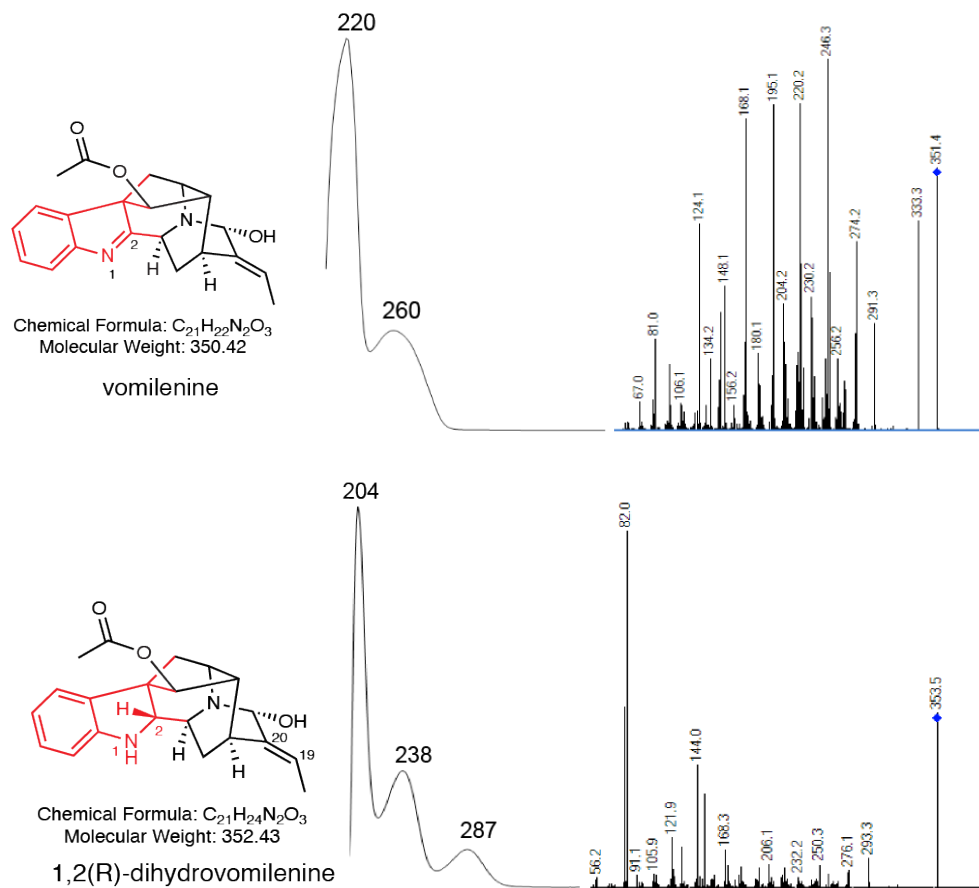 220
260
O
O
N
OH
2
N
1
H
H
Chemical Formula: C21H22N2O3
Molecular Weight: 350.42
vomilenine
67.0
81.0
106.1
124.1
134.2
148.1
156.2
168.1
180.1
195.1
204.2
220.2
230.2
246.3
256.2
274.2
291.3
333.3
351.4
204
238
287
O
O
N
OH
H
2
20
19
1
N
H
H
H
Chemical Formula: C21H24N2O3
Molecular Weight: 352.43
1,2(R)-dihydrovomilenine
56.2
82.0
91.1
105.9
121.9
144.0
168.3
206.1
232.2
250.3
276.1
293.3
353.5